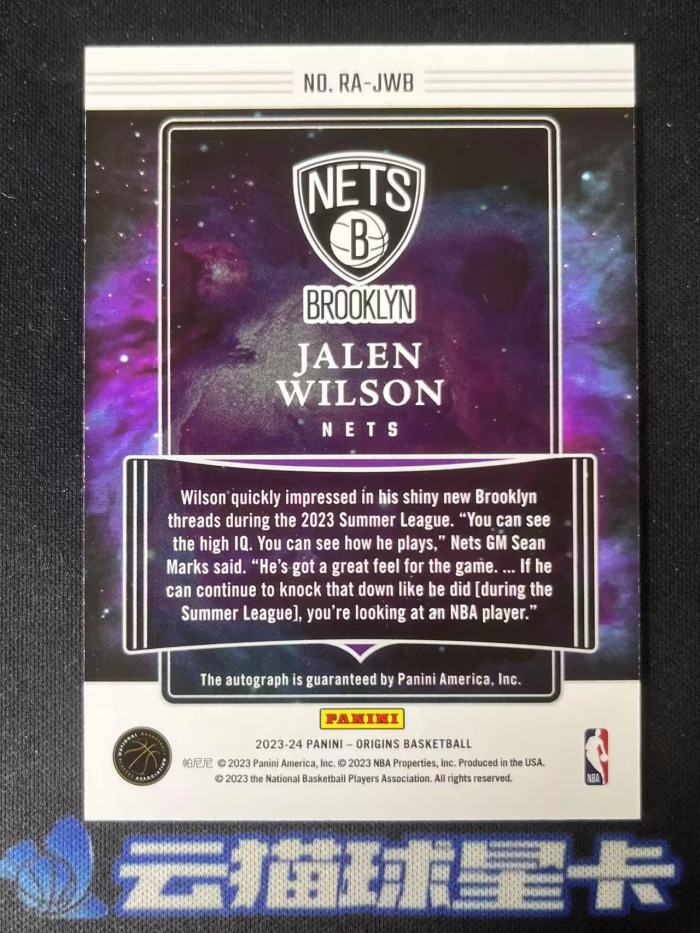 NO. RA-JWB
NETS
B
BROOKLYN
JALEN
WILSON
NETS
Wilson quickly impressed in his shiny new Brooklyn
threads during the 2023 Summer League. “You can see
the high IQ. You can see how he plays,” Nets GM Sean
Marks said. “He’s got a great feel for the game. ... If he
can continue to knock that down like be did [during the
Summer League], you’re looking at an NBA player.”
The autograph is guaranteed by Panini America, Inc.
PANINI
2023-24 PANINI – ORIGINS BASKETBALL
帕尼尼 © 2023 Panini America, Inc. © 2023 NBA Properties, Inc. Produced in the USA.
© 2023 the National Basketball Players Association. All rights reserved.
NATIONAL BASKETBALL PLAYERS ASSOCIATION
NBA
云猫球星卡